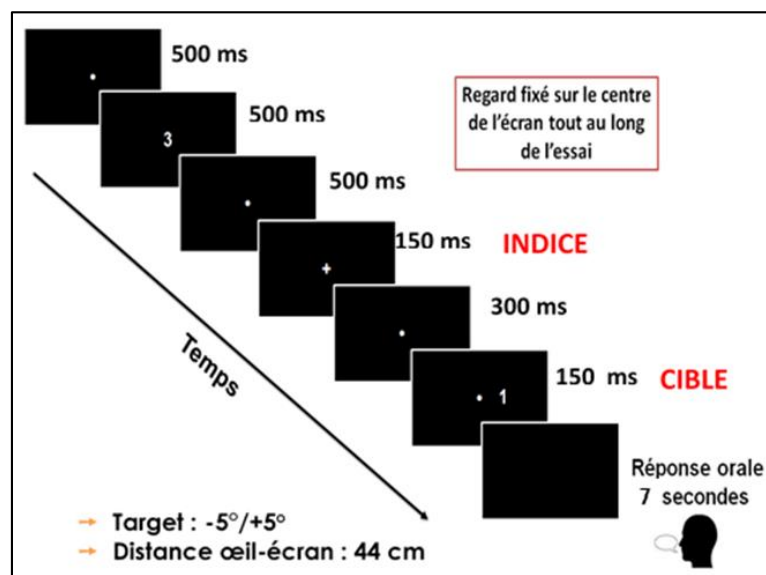 500 ms
500 ms
3
Regard fixé sur le centre
de l'écran tout au long
de l'essai
500 ms
150 ms INDICE
+
300 ms
Temps
150 ms CIBLE
1
Réponse orale
7 secondes
→ Target : -5°/+5°
→ Distance œil-écran : 44 cm